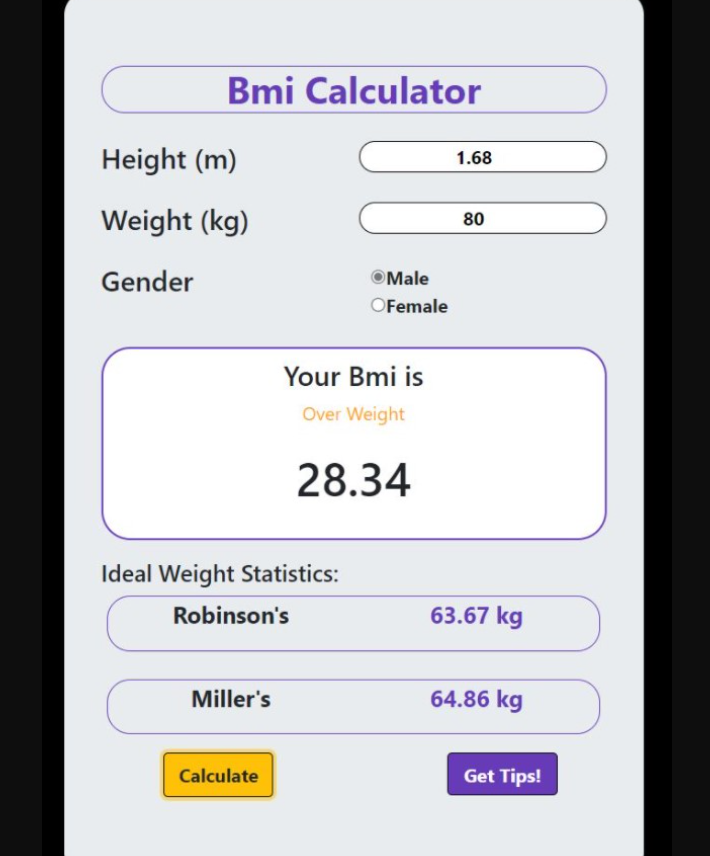 Bmi Calculator
Height (m) 1.68
Weight (kg) 80
Gender Male
Female
Your Bmi is
Over Weight
28.34
Ideal Weight Statistics:
Robinson's 63.67 kg
Miller's 64.86 kg
Calculate Get Tips!